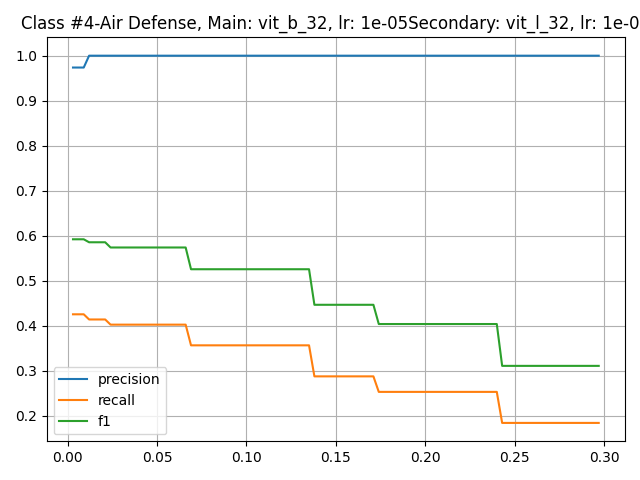 Class #4-Air Defense, Main: vit_b_32, lr: 1e-05Secondary: vit_l_32, lr: 1e-0
1.0
0.9
0.8
0.7
0.6
0.5
0.4
0.3
0.2
precision
recall
f1
0.00 0.05 0.10 0.15 0.20 0.25 0.30